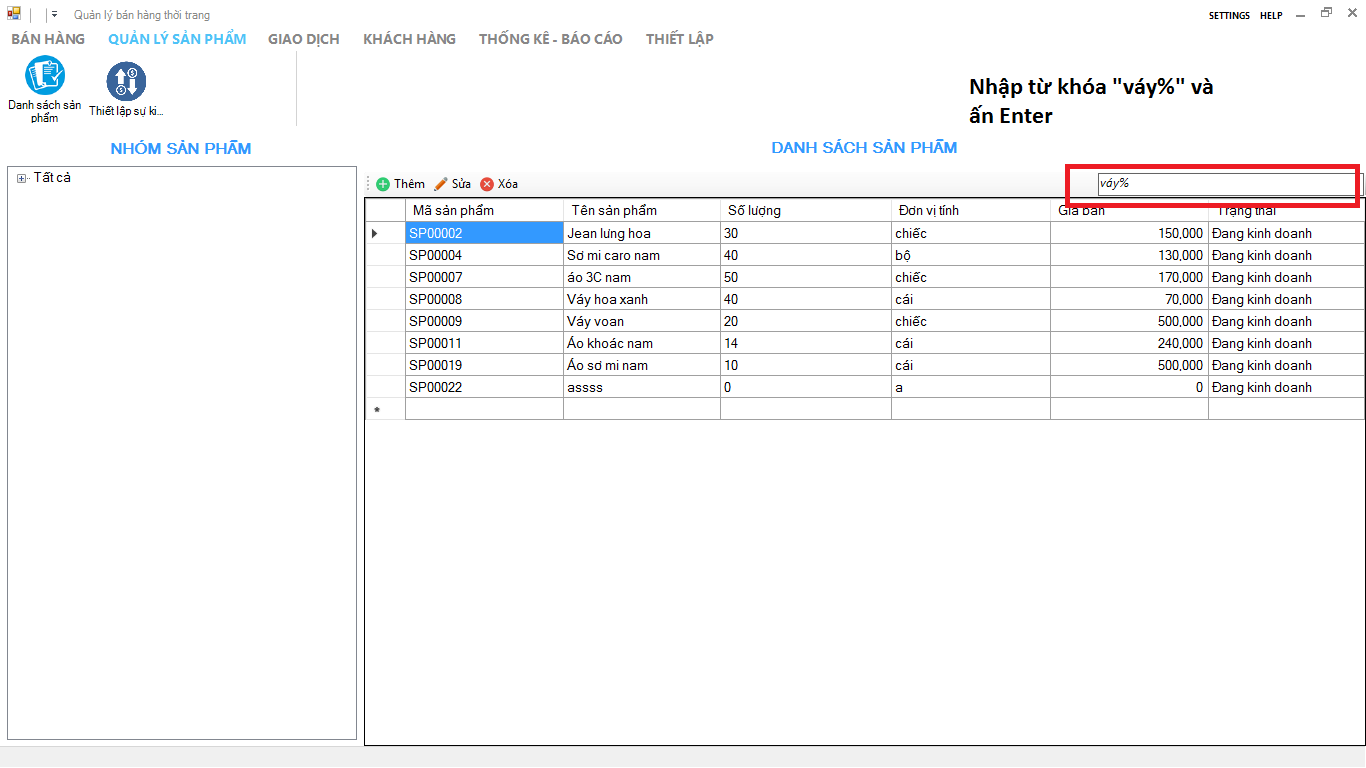 Quản lý bán hàng thời trang
SETTINGS HELP
BÁN HÀNG QUẢN LÝ SẢN PHẨM GIAO DỊCH KHÁCH HÀNG THỐNG KÊ - BÁO CÁO THIẾT LẬP
Danh sách sản
phẩm
Thiết lập sự ki...
Nhập từ khóa "váy%" và
ấn Enter
NHÓM SẢN PHẨM
DANH SÁCH SẢN PHẨM
Tất cả
Thêm Sửa Xóa
váy%
Mã sản phẩm Tên sản phẩm Số lượng Đơn vị tính Giá bán Trạng thái
SP00002 Jean lưng hoa 30 chiếc 150,000 Đang kinh doanh
SP00004 Sơ mi caro nam 40 bộ 130,000 Đang kinh doanh
SP00007 áo 3C nam 50 chiếc 170,000 Đang kinh doanh
SP00008 Váy hoa xanh 40 cái 70,000 Đang kinh doanh
SP00009 Váy voan 20 chiếc 500,000 Đang kinh doanh
SP00011 Áo khoác nam 14 cái 240,000 Đang kinh doanh
SP00019 Áo sơ mi nam 10 cái 500,000 Đang kinh doanh
SP00022 assss 0 a 0 Đang kinh doanh